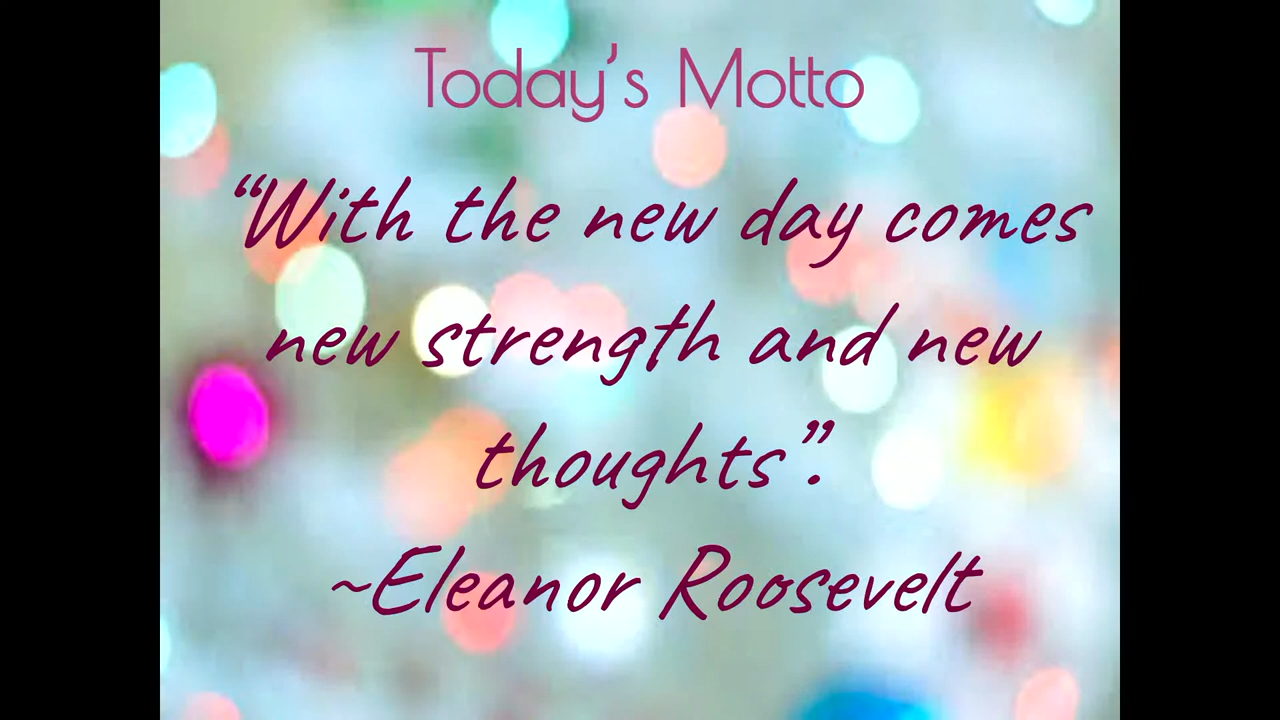 Today’s Motto
“With the new day comes
new strength and new
thoughts”.
~Eleanor Roosevelt